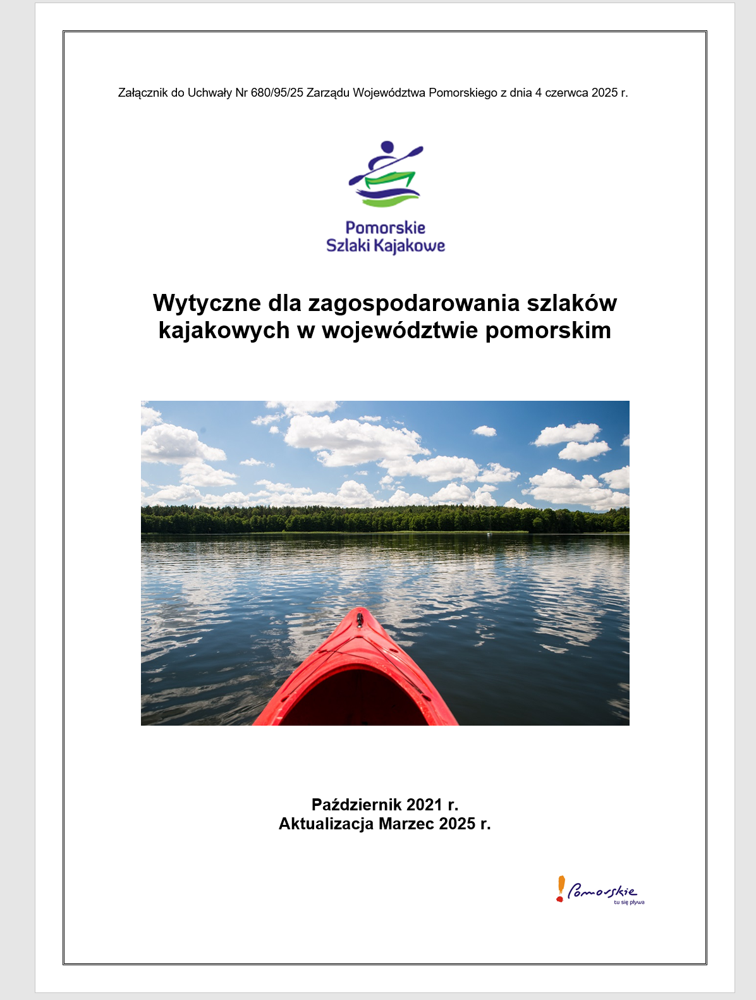 Załącznik do Uchwały Nr 680/95/25 Zarządu Województwa Pomorskiego z dnia 4 czerwca 2025 r.
Pomorskie
Szlaki Kajakowe
Wytyczne dla zagospodarowania szlaków
kajakowych w województwie pomorskim
Październik 2021 r.
Aktualizacja Marzec 2025 r.
Pomorskie
tu się pływa